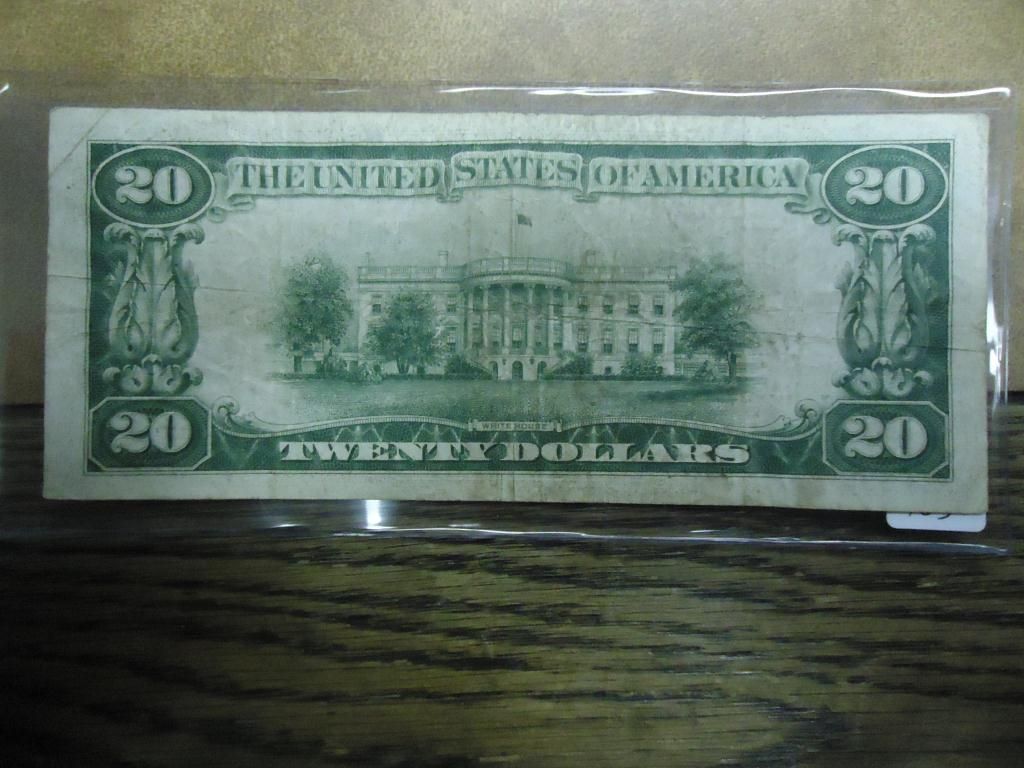 20 THE UNITED STATES OF AMERICA 20
WHITE HOUSE
20 TWENTY DOLLARS 20